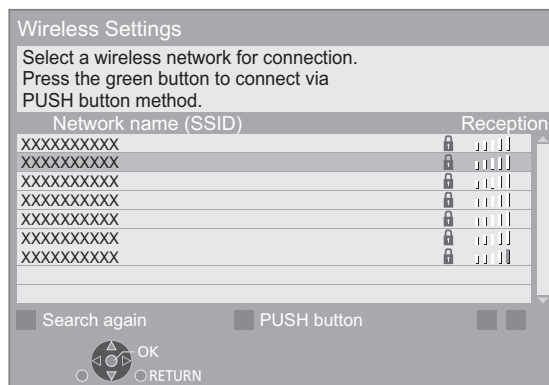 Wireless Settings
Select a wireless network for connection.
Press the green button to connect via
PUSH button method.
Network name (SSID) Reception
XXXXXXXXXX
XXXXXXXXXX
XXXXXXXXXX
XXXXXXXXXX
XXXXXXXXXX
XXXXXXXXXX
XXXXXXXXXX
Search again PUSH button
OK
RETURN